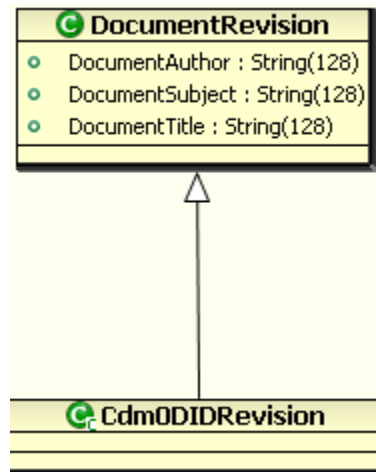 C DocumentRevision
DocumentAuthor : String(128)
DocumentSubject : String(128)
DocumentTitle : String(128)
C C Cdm0DIDRevision